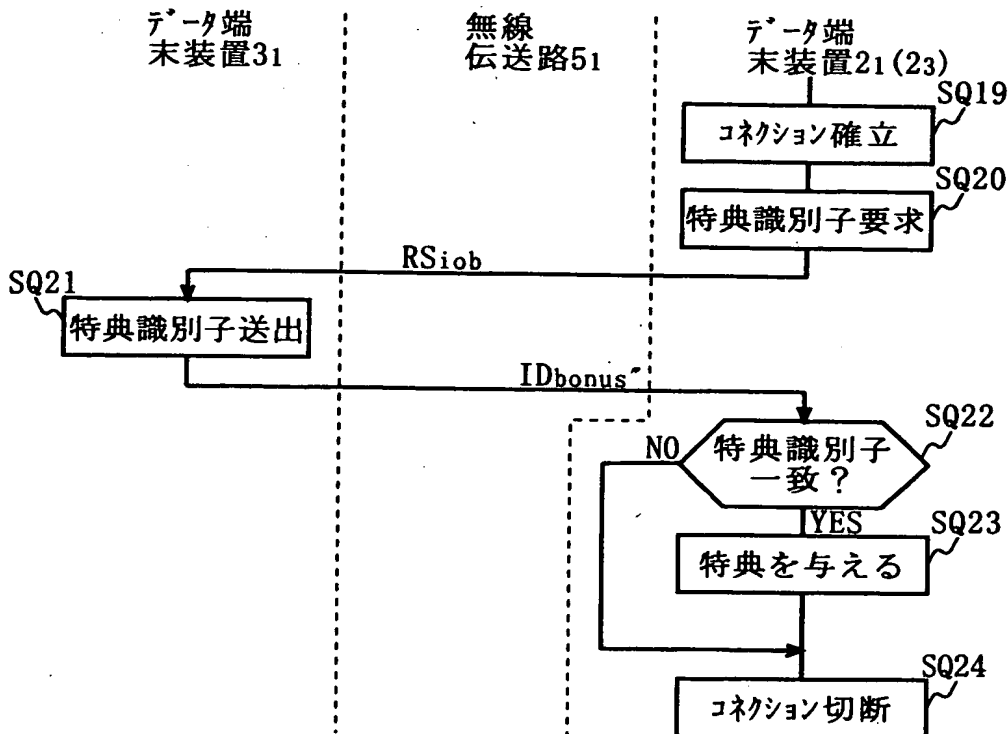 データ端
末装置31
無線
伝送路51
データ端
末装置21(23)
SQ19
コネクション確立
SQ20
特典識別子要求
RSiob
SQ21
特典識別子送出
IDbonus"
SQ22
特典識別子
一致?
NO
YES
SQ23
特典を与える
SQ24
コネクション切断